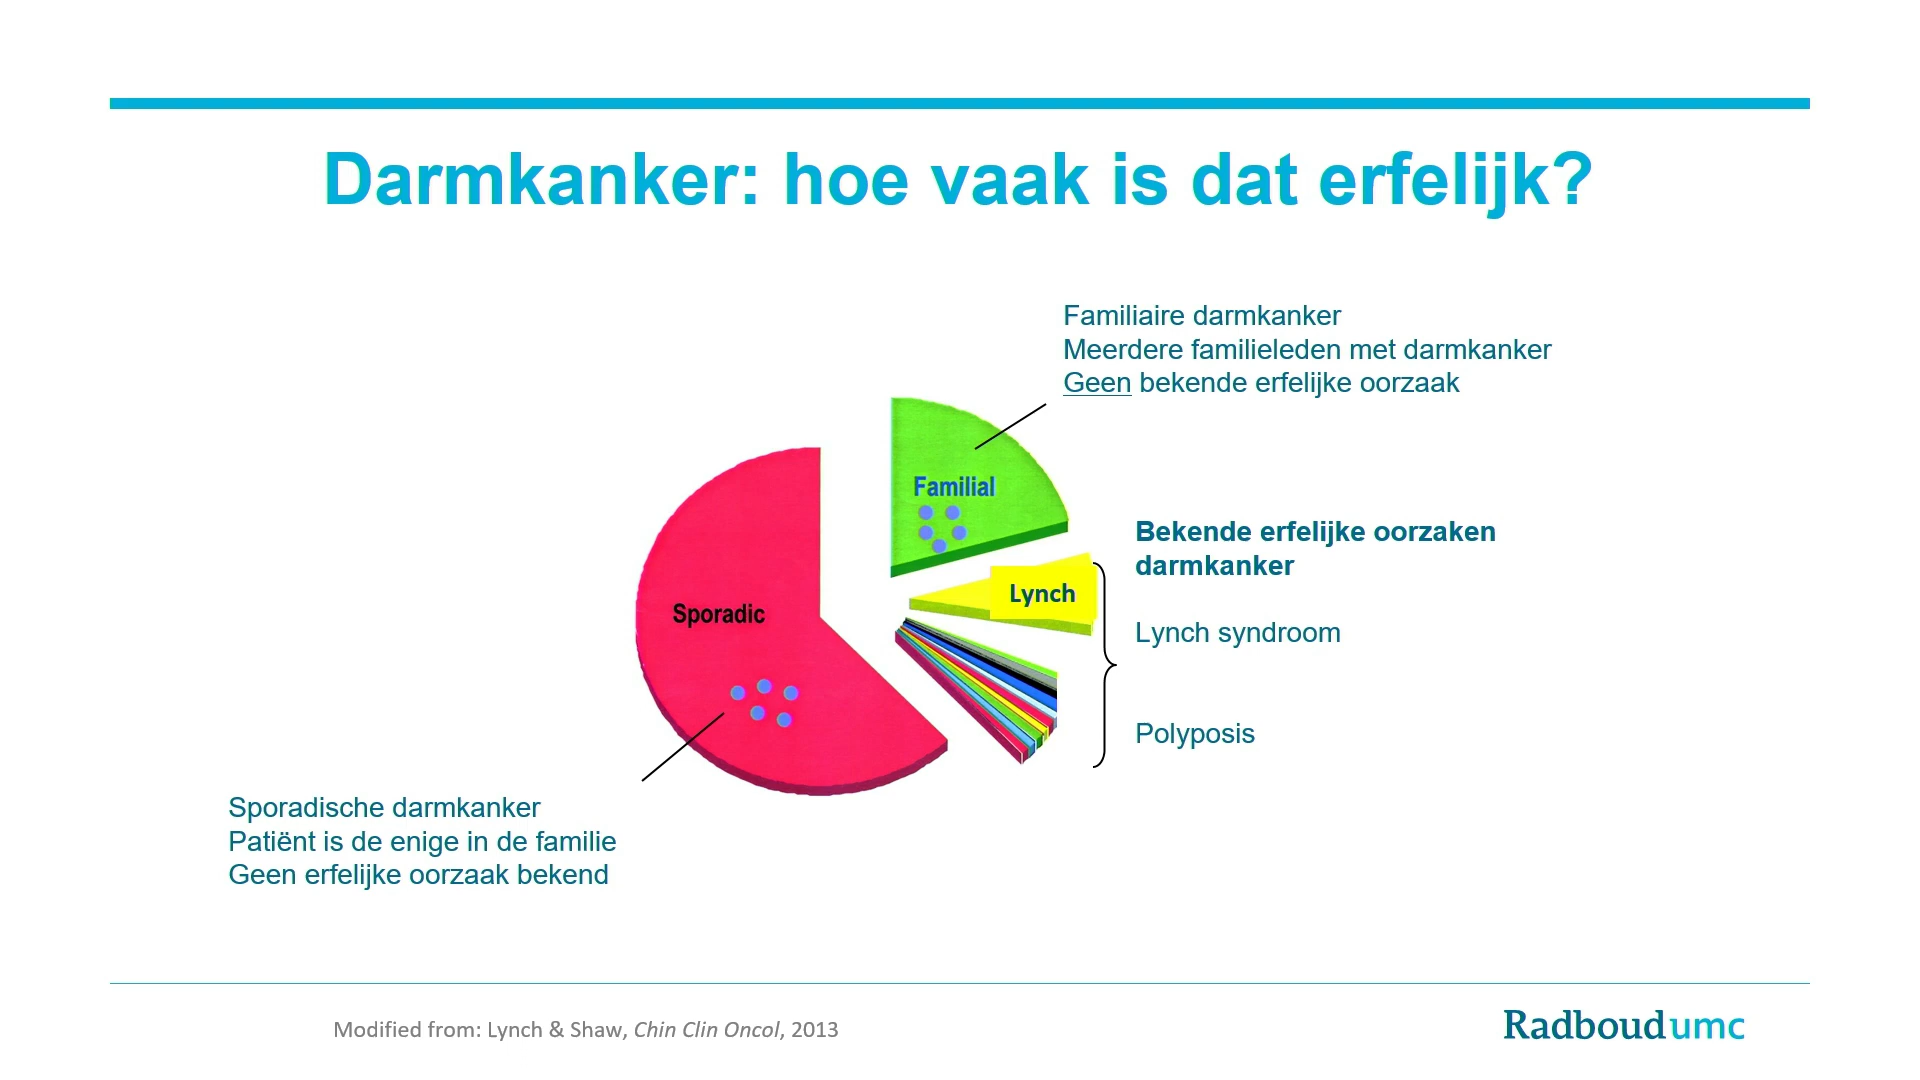 Darmkanker: hoe vaak is dat erfelijk?
Familiaire darmkanker
Meerdere familieleden met darmkanker
Geen bekende erfelijke oorzaak
Familial
Bekende erfelijke oorzaken
darmkanker
Lynch
Sporadic
Lynch syndroom
Polyposis
Sporadische darmkanker
Patiënt is de enige in de familie
Geen erfelijke oorzaak bekend
Modified from: Lynch & Shaw, Chin Clin Oncol, 2013
Radboudumc